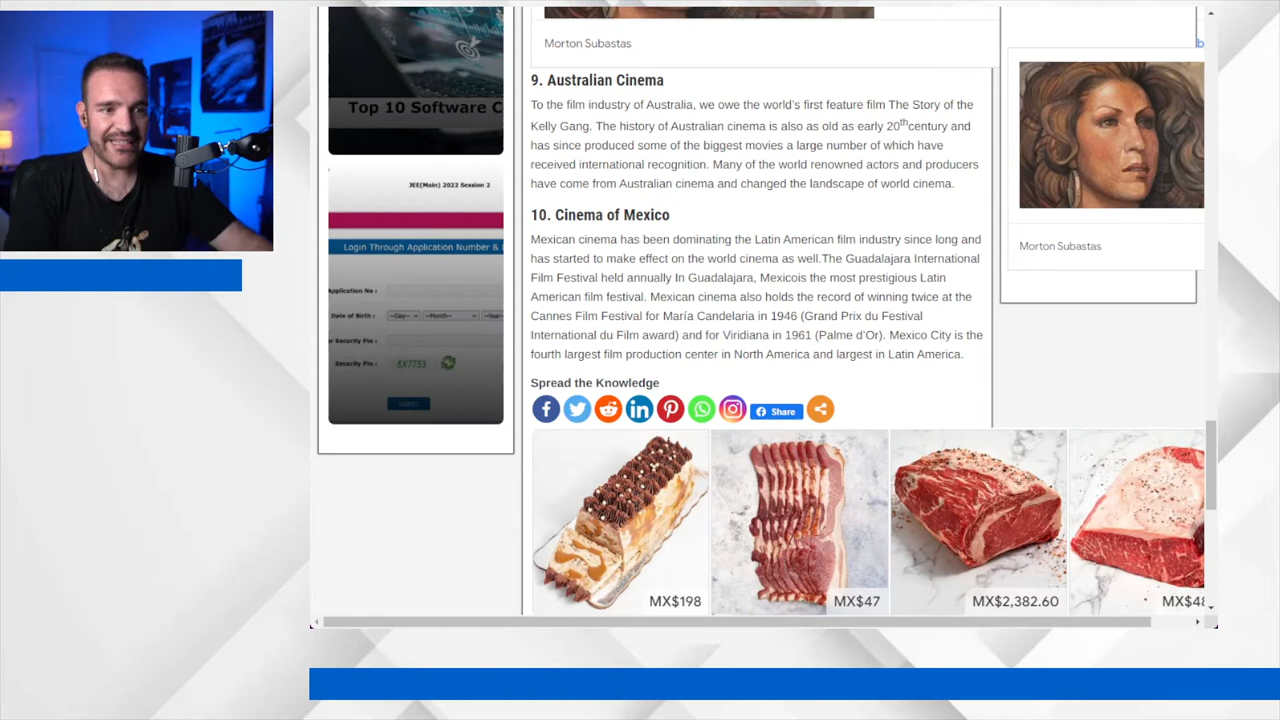 Top 10 Software C
JEE(Main) 2022 Session 2
Login Through Application Number &
Application No :
Date of Birth :
--Day--
--Month--
--Year--
Security Pin :
Security Pin :
EX7753
SUBMIT
Morton Subastas
9. Australian Cinema
To the film industry of Australia, we owe the world's first feature film The Story of the
Kelly Gang. The history of Australian cinema is also as old as early 20th century and
has since produced some of the biggest movies a large number of which have
received international recognition. Many of the world renowned actors and producers
have come from Australian cinema and changed the landscape of world cinema.
10. Cinema of Mexico
Mexican cinema has been dominating the Latin American film industry since long and
has started to make effect on the world cinema as well.The Guadalajara International
Film Festival held annually In Guadalajara, Mexicois the most prestigious Latin
American film festival. Mexican cinema also holds the record of winning twice at the
Cannes Film Festival for María Candelaria in 1946 (Grand Prix du Festival
International du Film award) and for Viridiana in 1961 (Palme d'Or). Mexico City is the
fourth largest film production center in North America and largest in Latin America.
Spread the Knowledge
Share
MX$198
MX$47
MX$2,382.60
MX$48
Morton Subastas